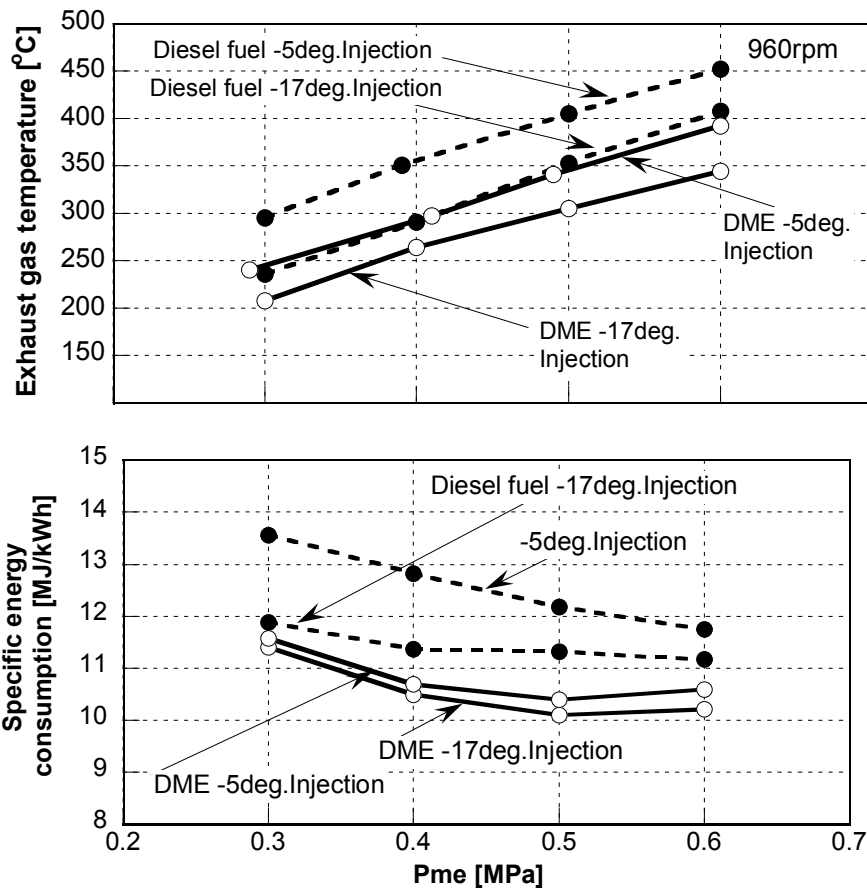 500
450
400
350
300
250
200
150
Exhaust gas temperature [°C]
Diesel fuel -5deg.Injection
Diesel fuel -17deg.Injection
960rpm
DME -5deg.
Injection
DME -17deg.
Injection
15
14
13
12
11
10
9
8
Specific energy
consumption [MJ/kWh]
Diesel fuel -17deg.Injection
-5deg.Injection
DME -17deg.Injection
DME -5deg.Injection
0.2 0.3 0.4 0.5 0.6 0.7
Pme [MPa]